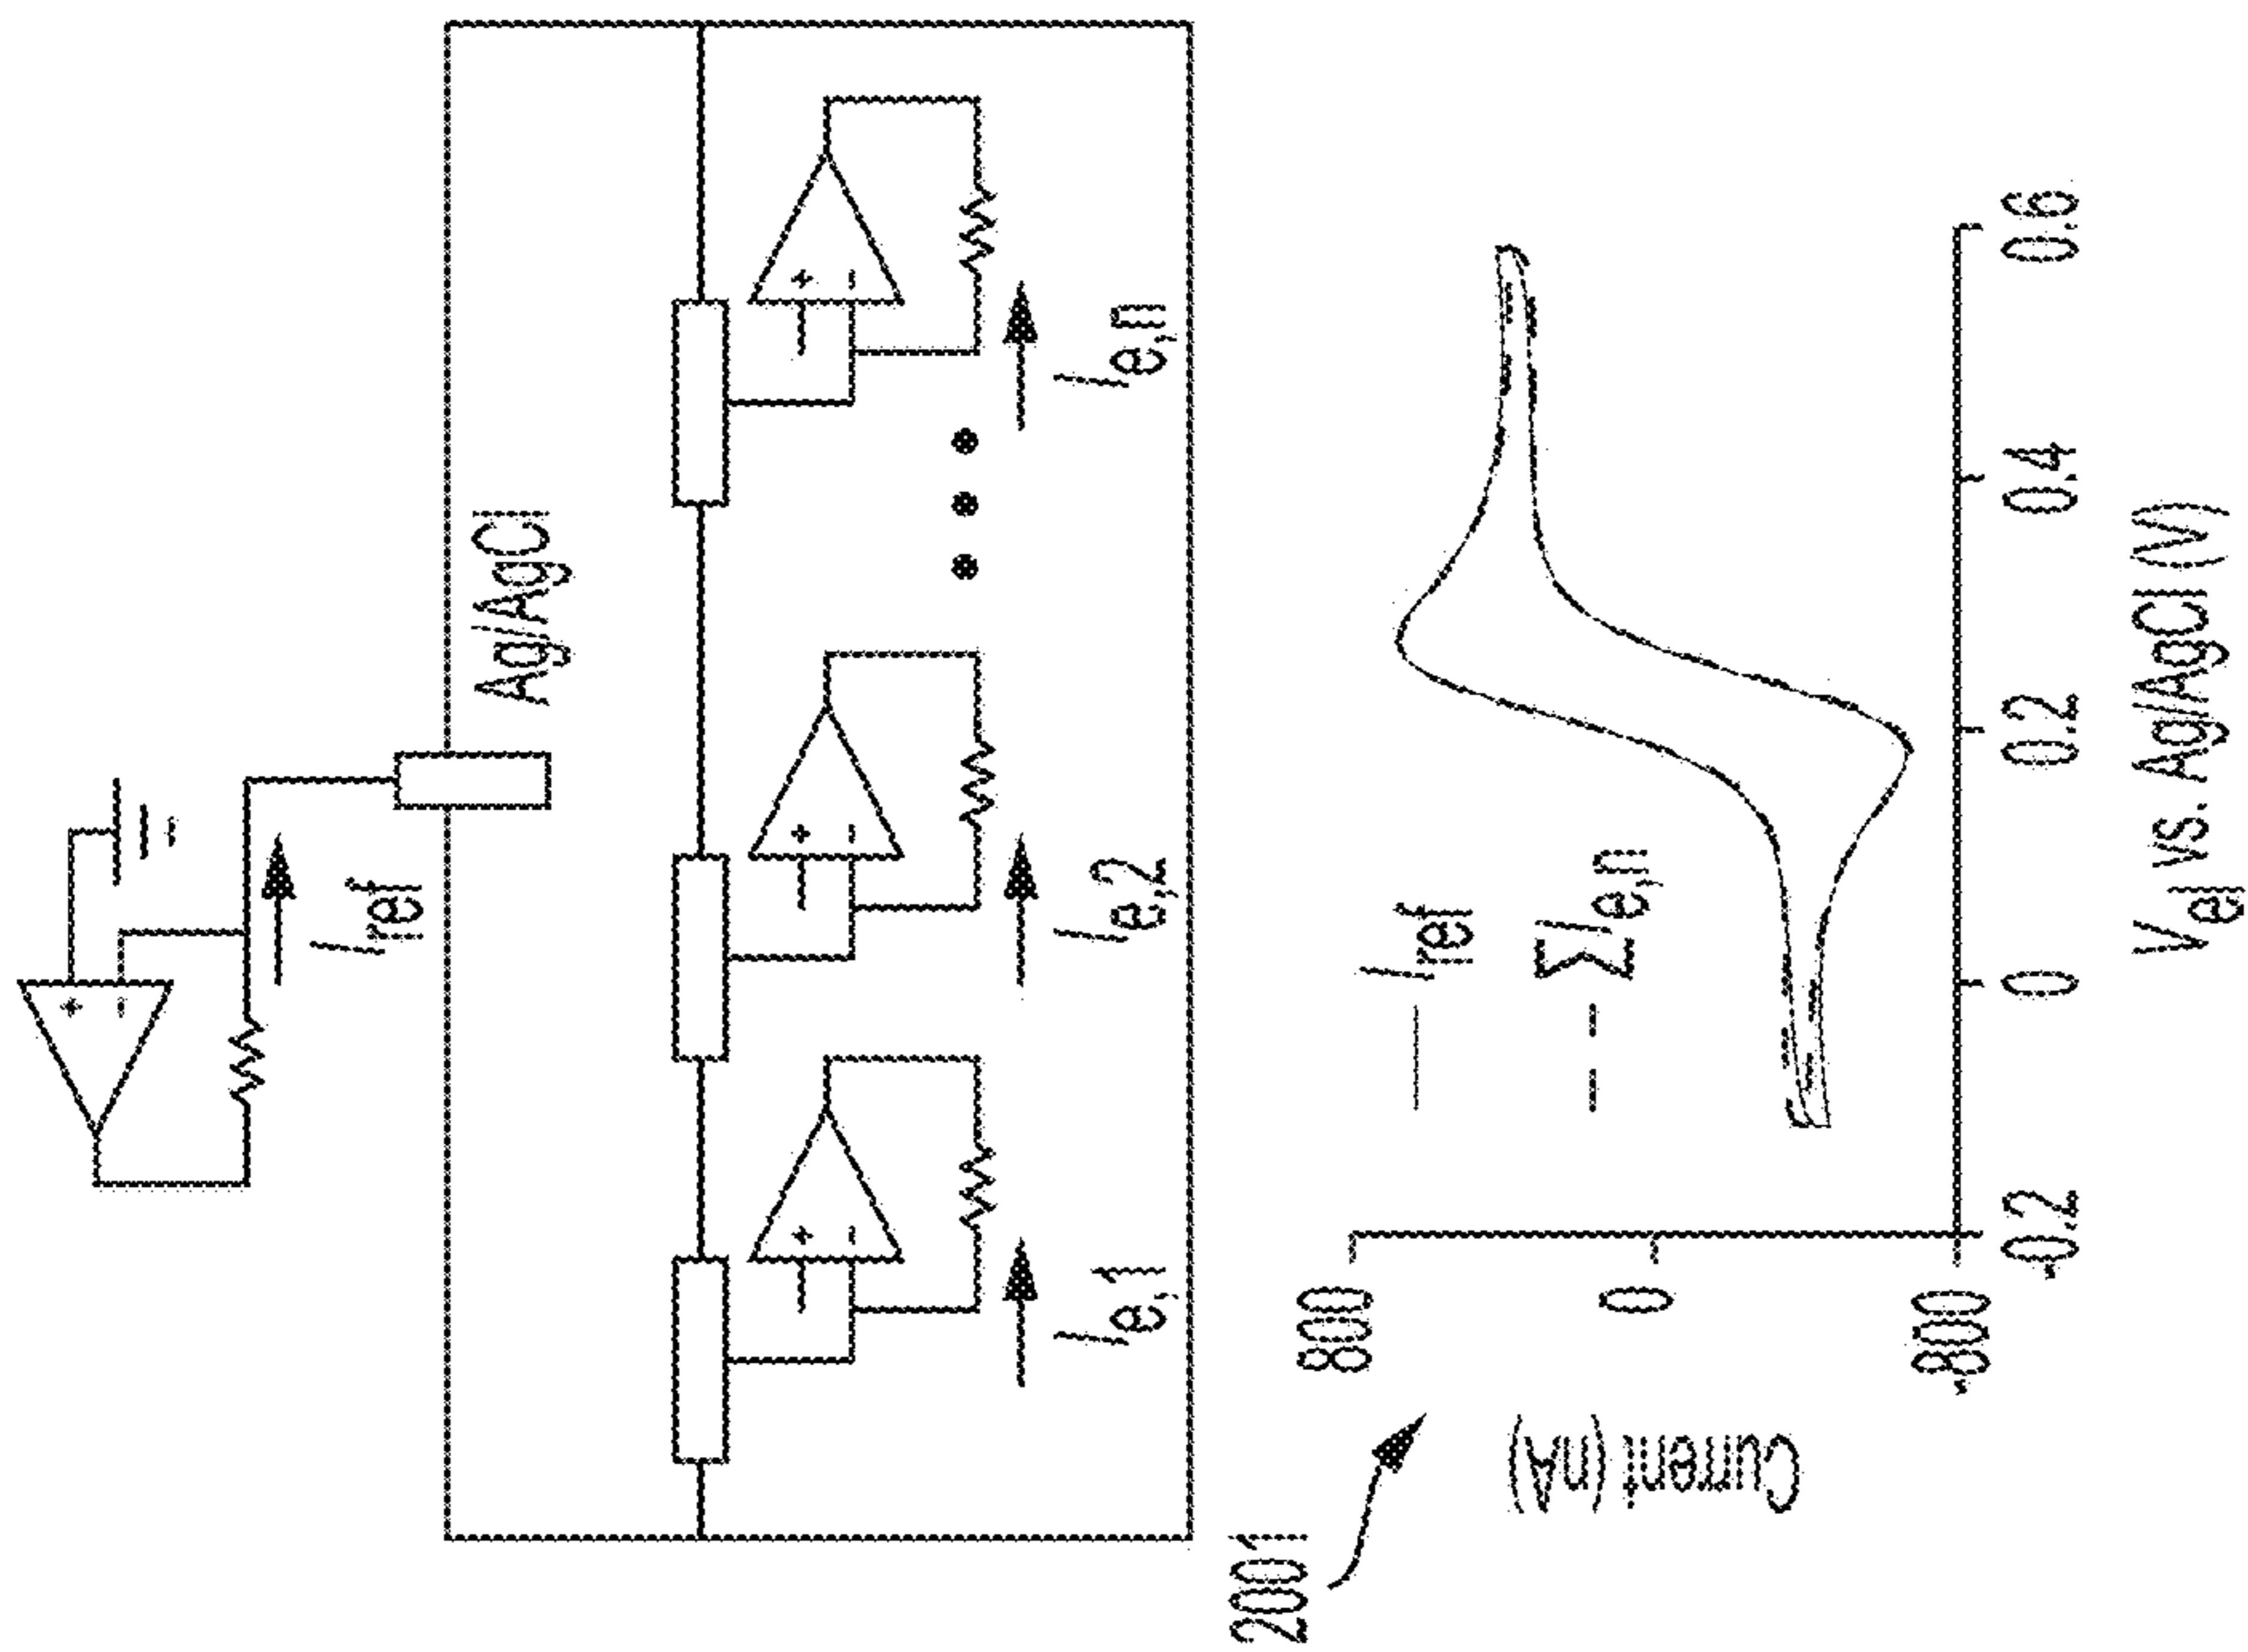 I_ref
Ag/AgCl
+
−
+
−
+
−
+
−
I_e,1
I_e,2
I_e,n
2001
Current (nA)
800
0
-800
I_ref
ΣI_e,n
-0.2
0
0.2
0.4
0.6
V_el vs. Ag/AgCl (V)